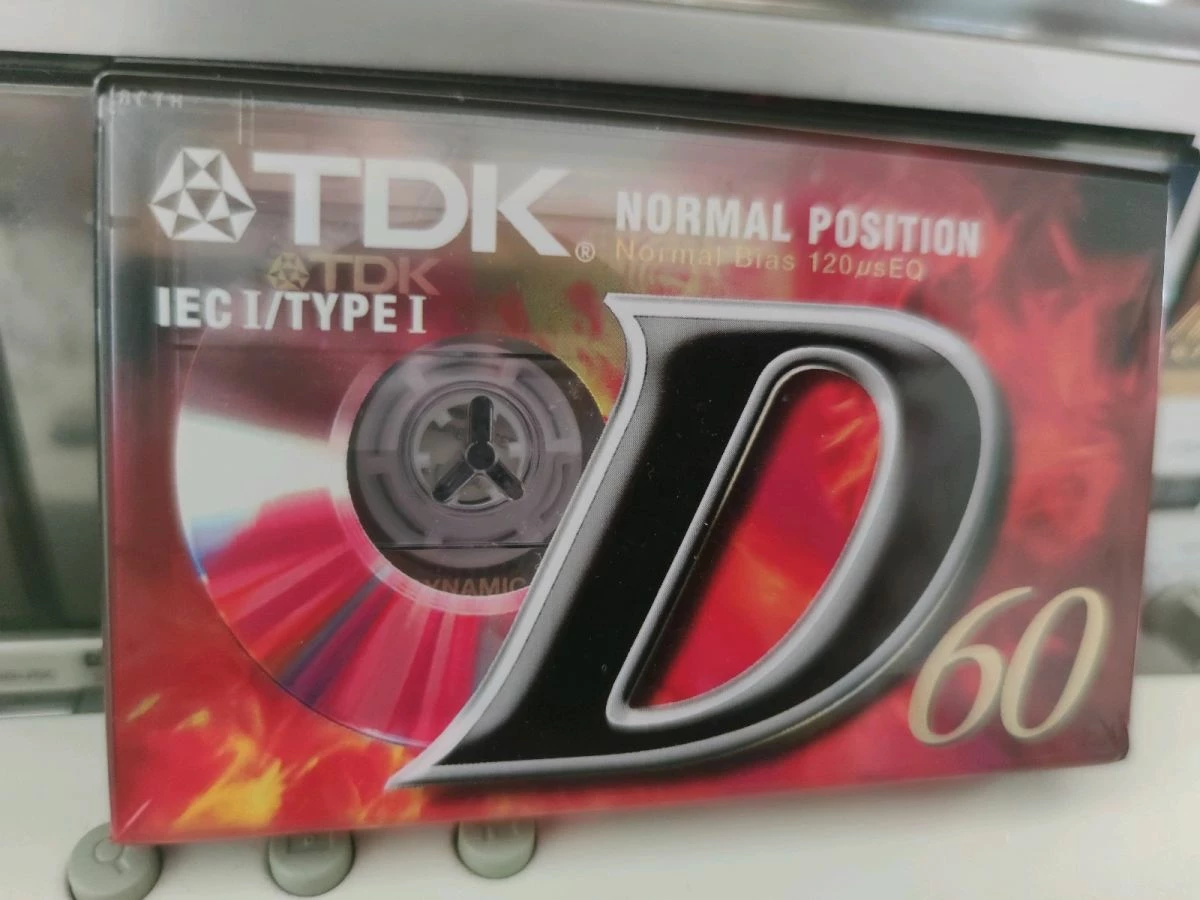 TDK®
NORMAL POSITION
Normal Bias 120µsEQ
TDK
IEC I/TYPE I
D
60